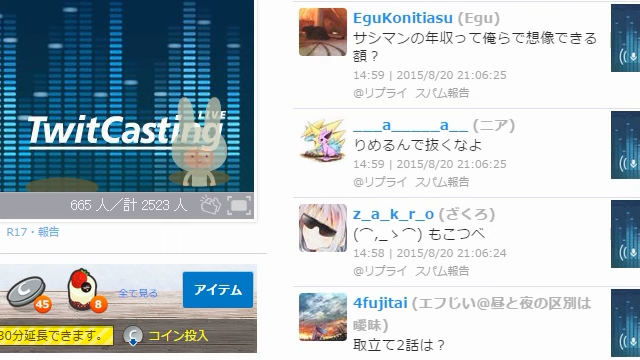 LIVE
TwitCasting
665 人／計 2523 人
R17・報告
45
8
全て見る
アイテム
30分延長できます。
C
コイン投入
EguKonitiasu (Egu)
サシマンの年収って俺らで想像できる
額？
14:59 | 2015/8/20 21:06:25
@リプライ スパム報告
___a_____a__ (ニア)
りめるんで抜くなよ
14:59 | 2015/8/20 21:06:25
@リプライ スパム報告
z_a_k_r_o (ざくろ)
(⌒,_ゝ⌒) もこつべ
14:58 | 2015/8/20 21:06:24
@リプライ スパム報告
4fujitai (エフじい@昼と夜の区別は
曖昧)
取立て2話は？